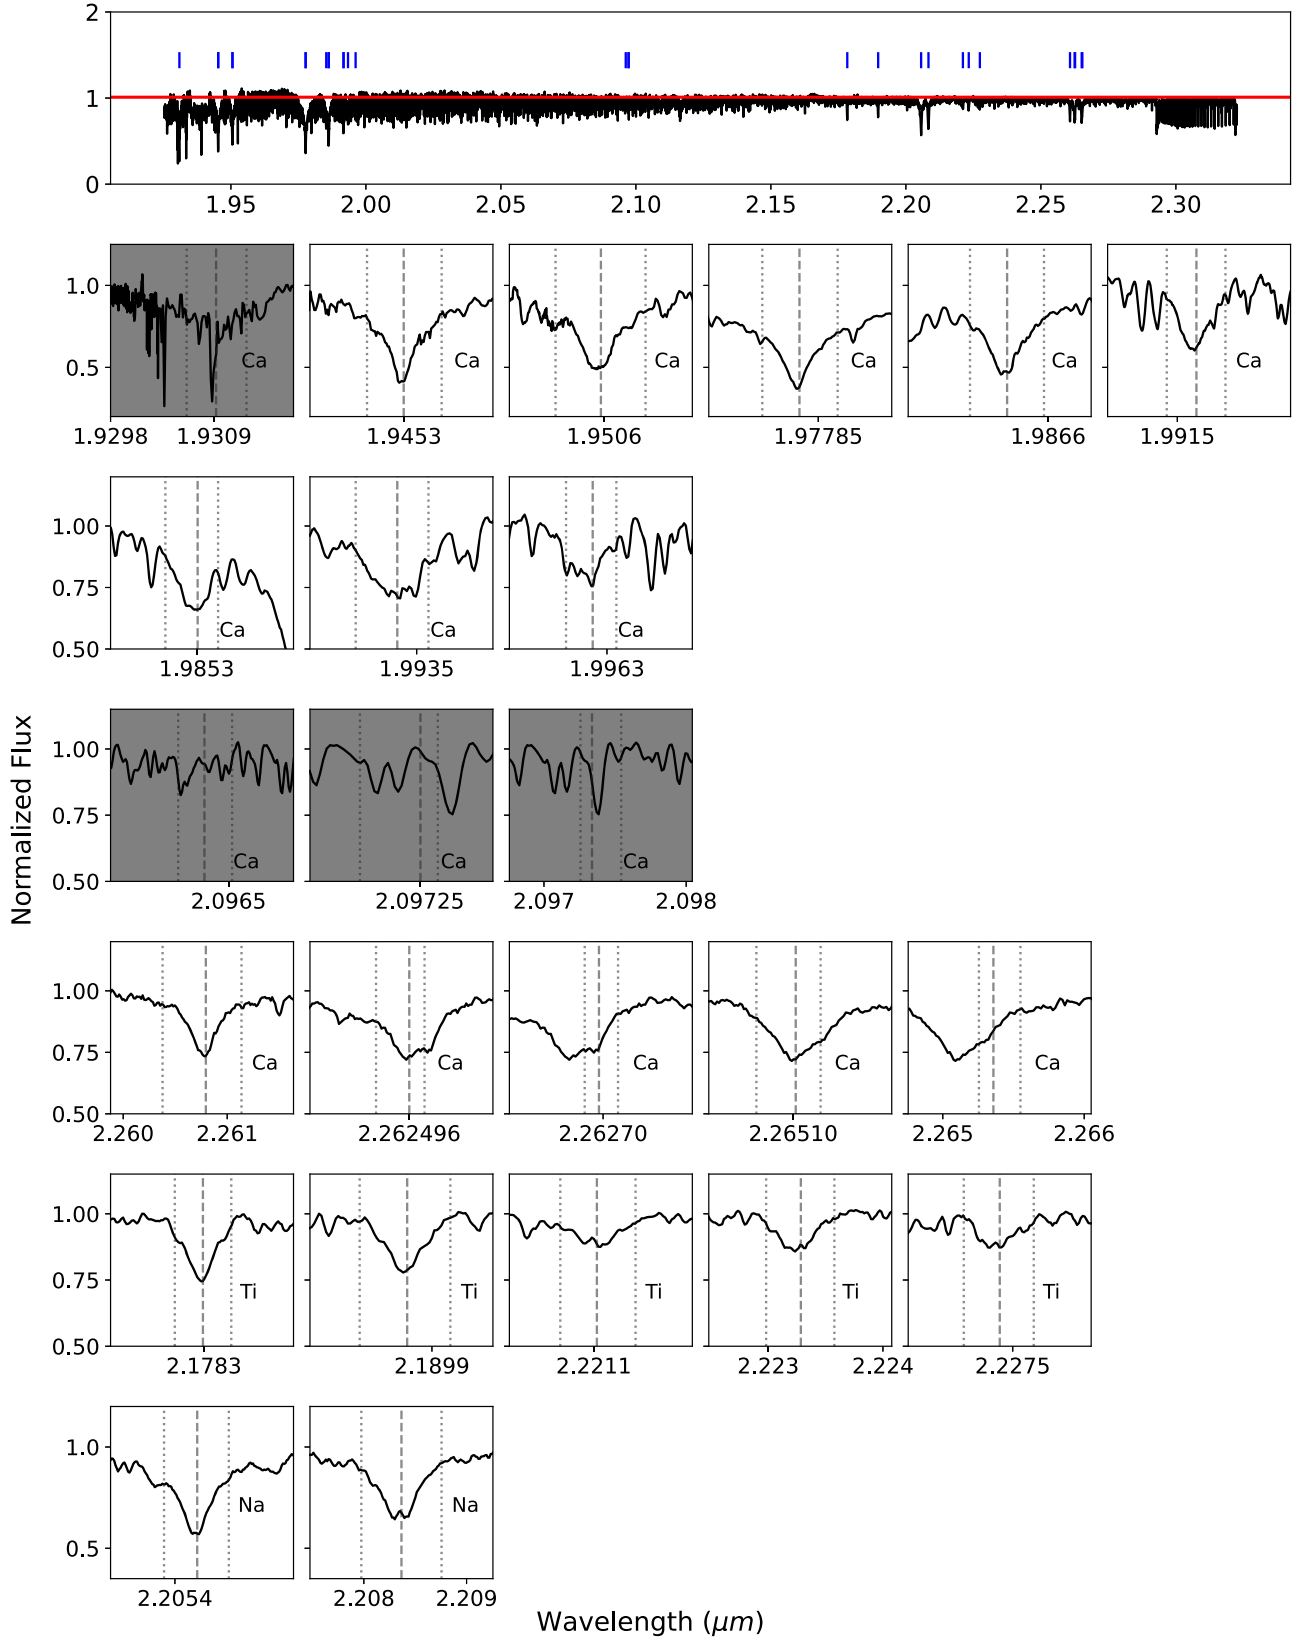 2
1
0
1.95 2.00 2.05 2.10 2.15 2.20 2.25 2.30
1.0
0.5
Ca Ca Ca Ca Ca Ca
1.9298 1.9309 1.9453 1.9506 1.97785 1.9866 1.9915
1.00
0.75
0.50
Ca Ca Ca
1.9853 1.9935 1.9963
Normalized Flux
1.00
0.75
0.50
Ca Ca Ca
2.0965 2.09725 2.097 2.098
1.00
0.75
0.50
Ca Ca Ca Ca Ca
2.260 2.261 2.262496 2.26270 2.26510 2.265 2.266
1.00
0.75
0.50
Ti Ti Ti Ti Ti
2.1783 2.1899 2.2211 2.223 2.224 2.2275
1.0
0.5
Na Na
2.2054 2.208 2.209
Wavelength (μm)